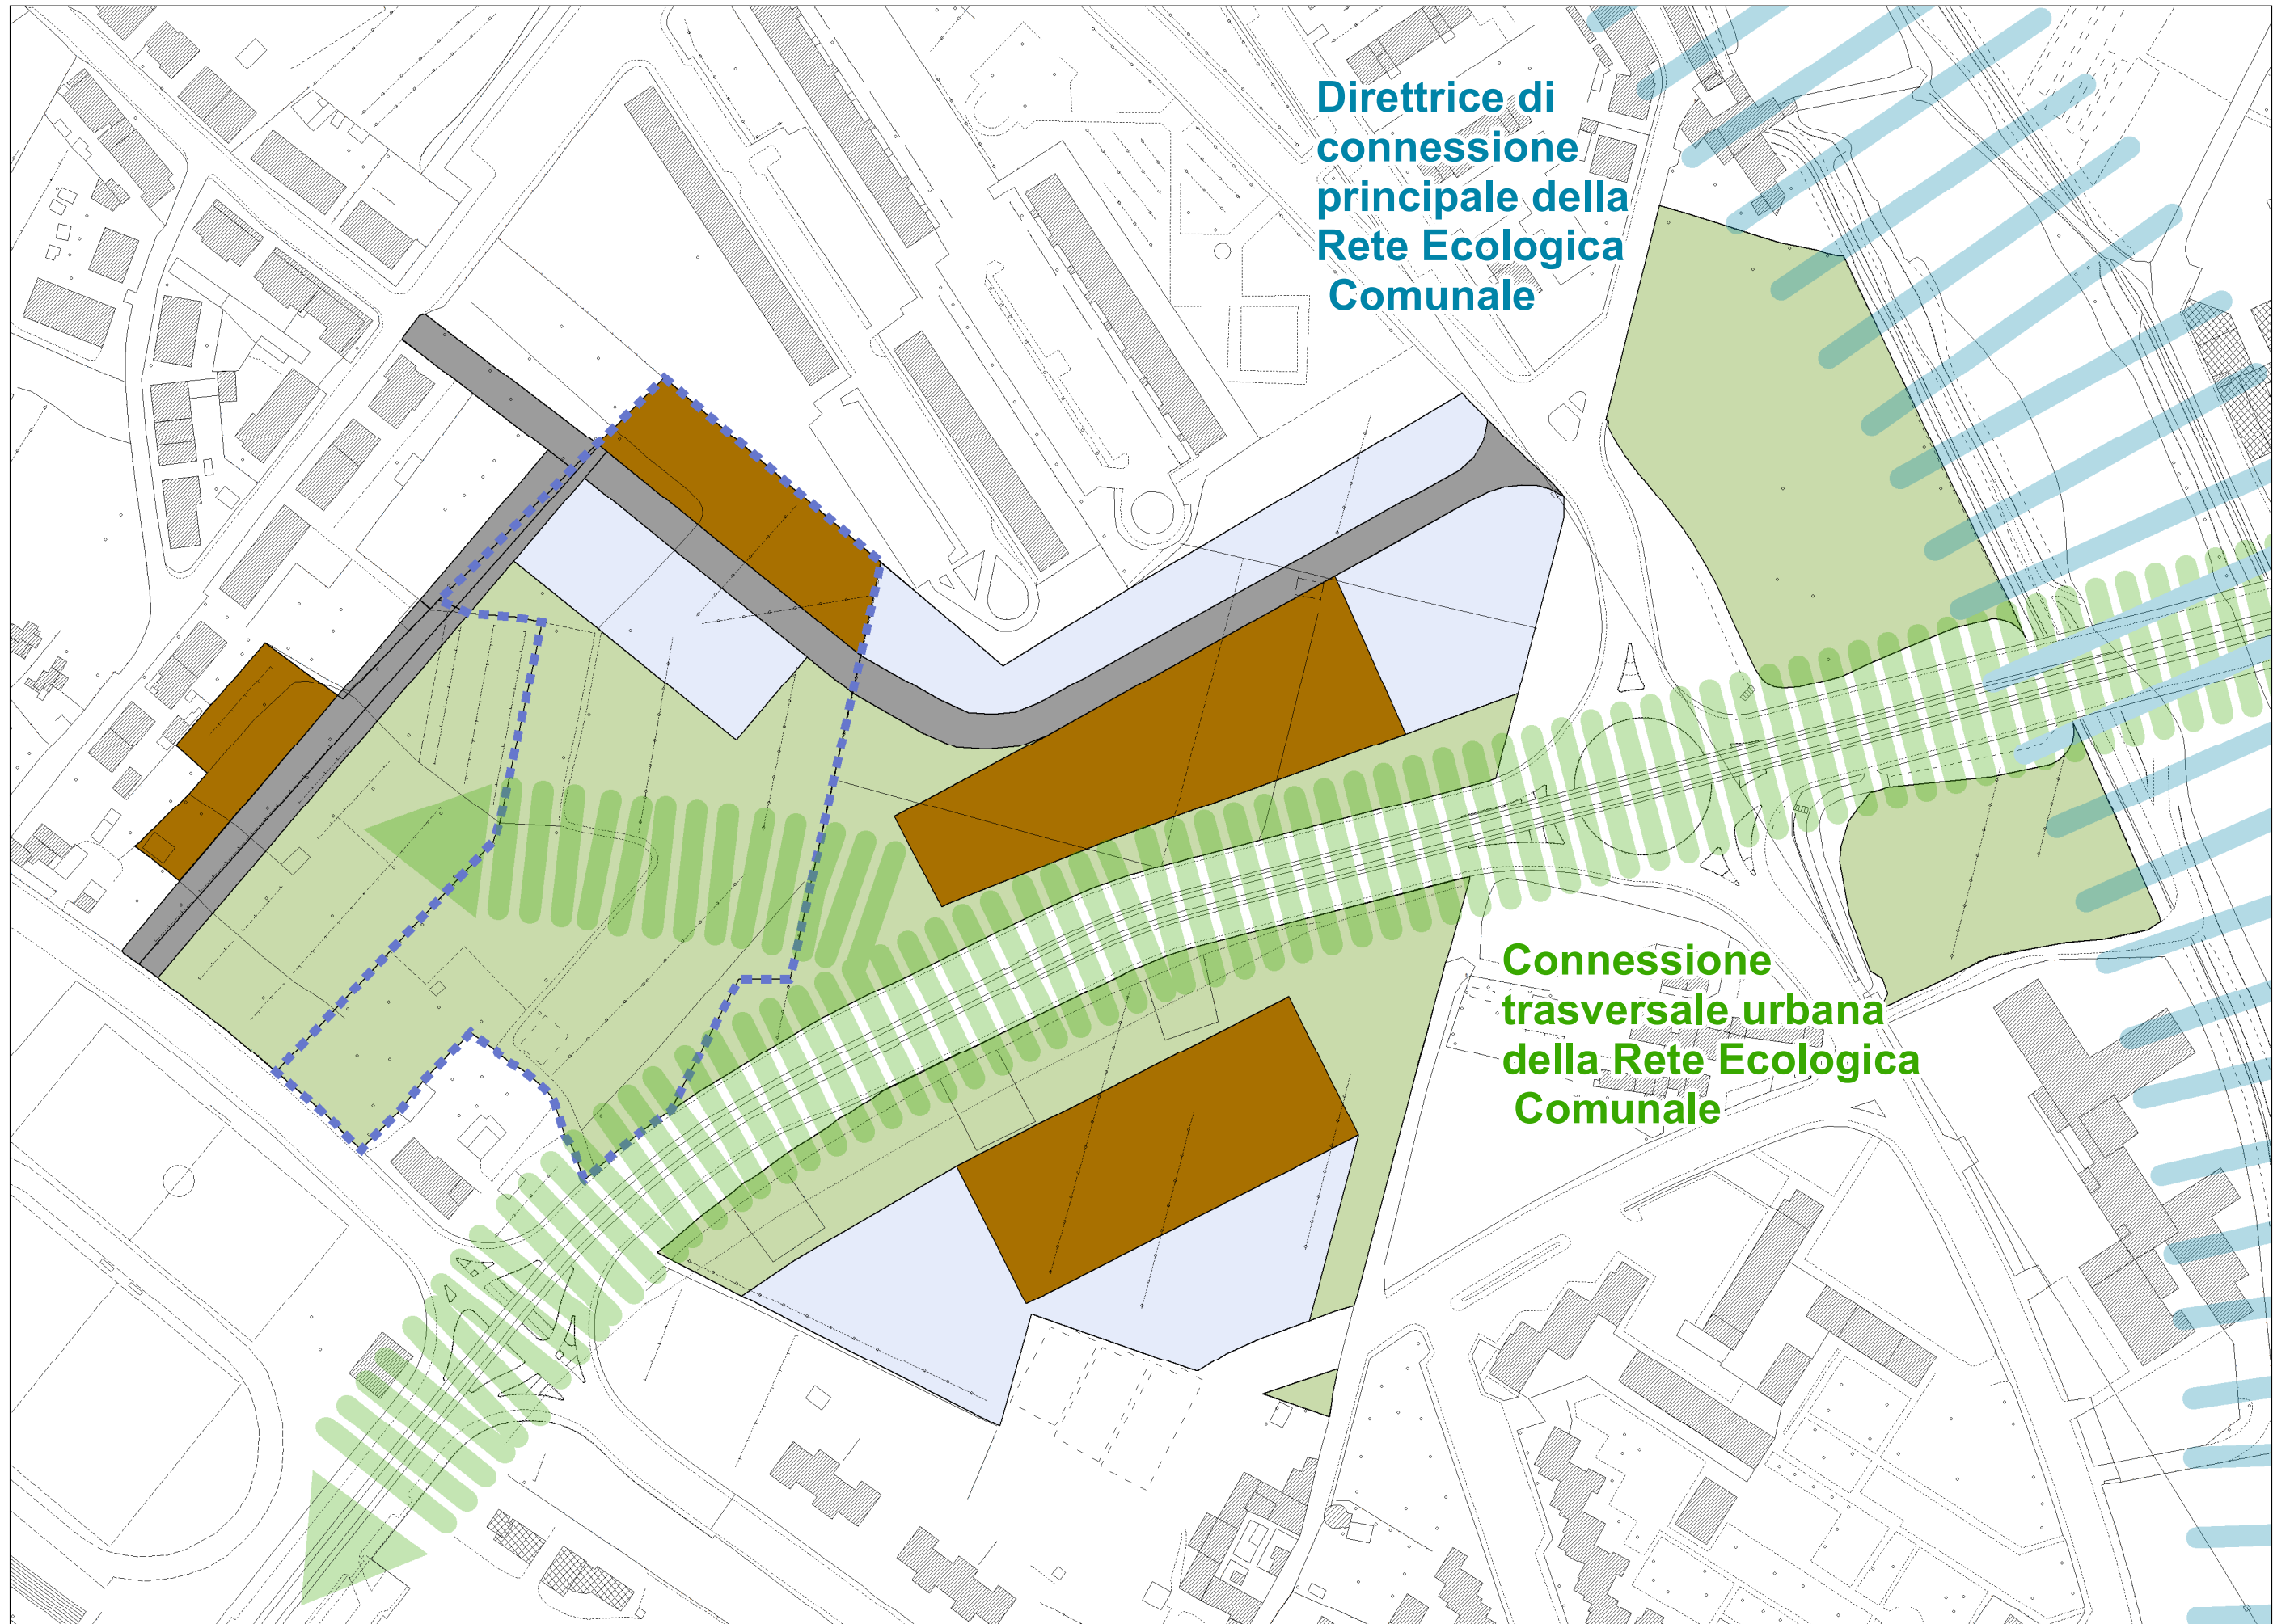 Direttrice di
connessione
principale della
Rete Ecologica
Comunale
Connessione
trasversale urbana
della Rete Ecologica
Comunale